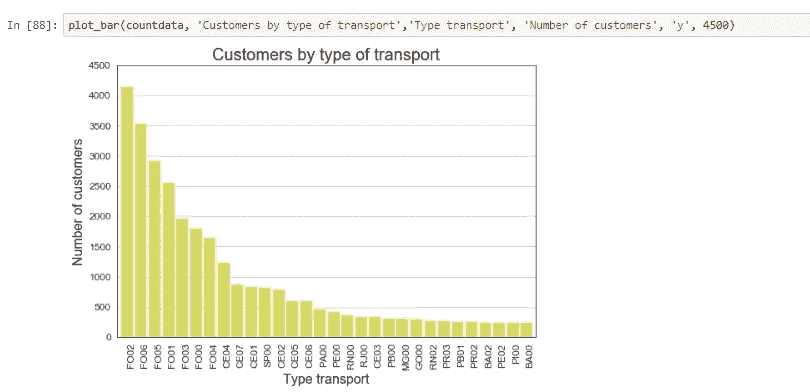 In [88]: plot_bar(countdata, 'Customers by type of transport','Type transport', 'Number of customers', 'y', 4500)
Customers by type of transport
4500
4000
3500
3000
2500
2000
1500
1000
500
0
Number of customers
FO02 FO06 FO05 FO01 FO03 FO00 FO04 CE04 CE07 CE01 SP00 CE02 CE05 CE06 PA00 PE00 RN00 RJ00 CE03 PB00 MG00 GO00 RN02 PR03 PB01 PR02 BA02 PE02 PI00 BA00
Type transport